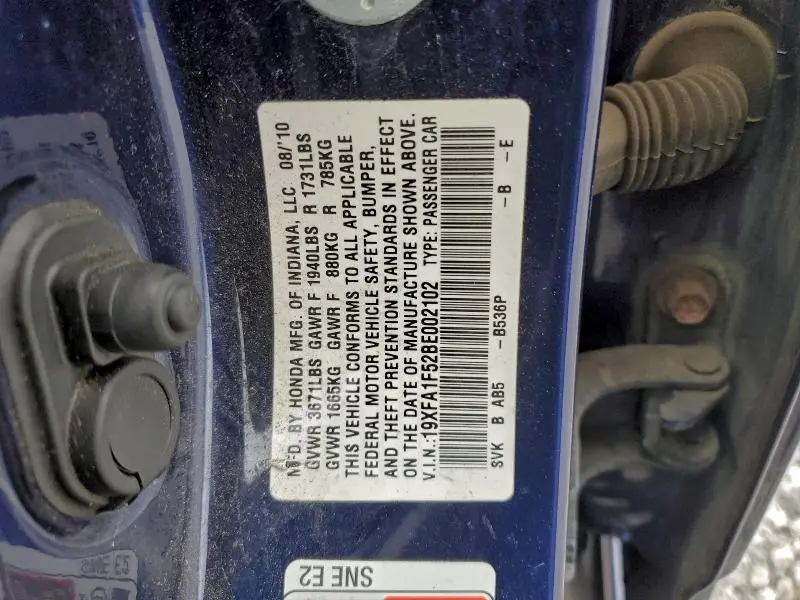 MFD. BY HONDA MFG. OF INDIANA, LLC 08/'10
GVWR 3671LBS GAWR F 1940LBS R 1731LBS
GVWR 1665KG GAWR F 880KG R 785KG
THIS VEHICLE CONFORMS TO ALL APPLICABLE
FEDERAL MOTOR VEHICLE SAFETY, BUMPER,
AND THEFT PREVENTION STANDARDS IN EFFECT
ON THE DATE OF MANUFACTURE SHOWN ABOVE.
V.I.N.:19XFA1F52BE002102 TYPE: PASSENGER CAR
SVK B AB5 -B536P -B -E
SNE E2